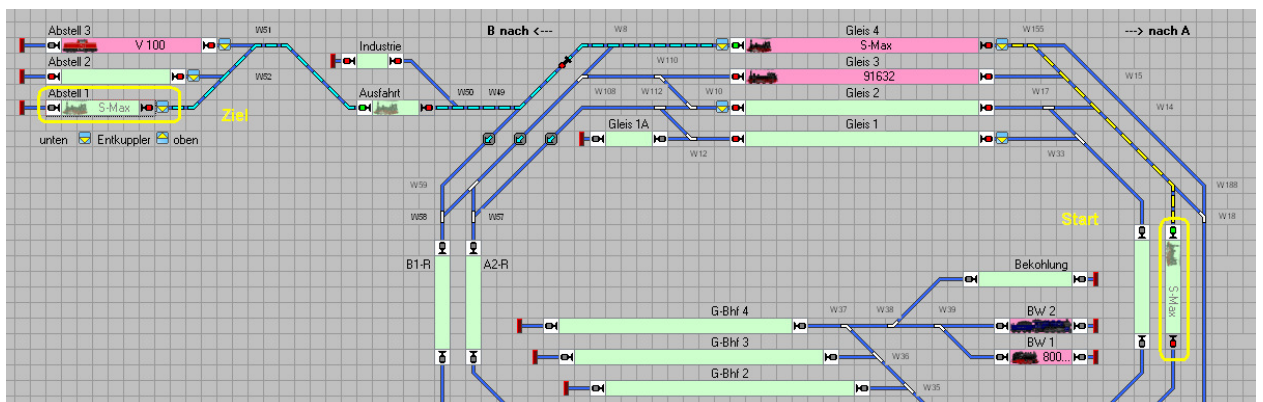 Abstell 3
W51
B nach <---
W8
Gleis 4
W155
---> nach A
V 100
Industrie
S-Max
Abstell 2
W52
W110
Gleis 3
91632
W15
Abstell 1
Ausfahrt
W50
W49
W108
W112
W10
Gleis 2
W17
S-Max
Ziel
W14
Gleis 1A
Gleis 1
unten
Entkuppler
oben
W12
W33
W59
W188
W58
W57
Start
W18
B1-R
A2-R
Bekohlung
S-Max
G-Bhf 4
W37
W38
W39
BW 2
G-Bhf 3
BW 1
W36
800...
G-Bhf 2
W35